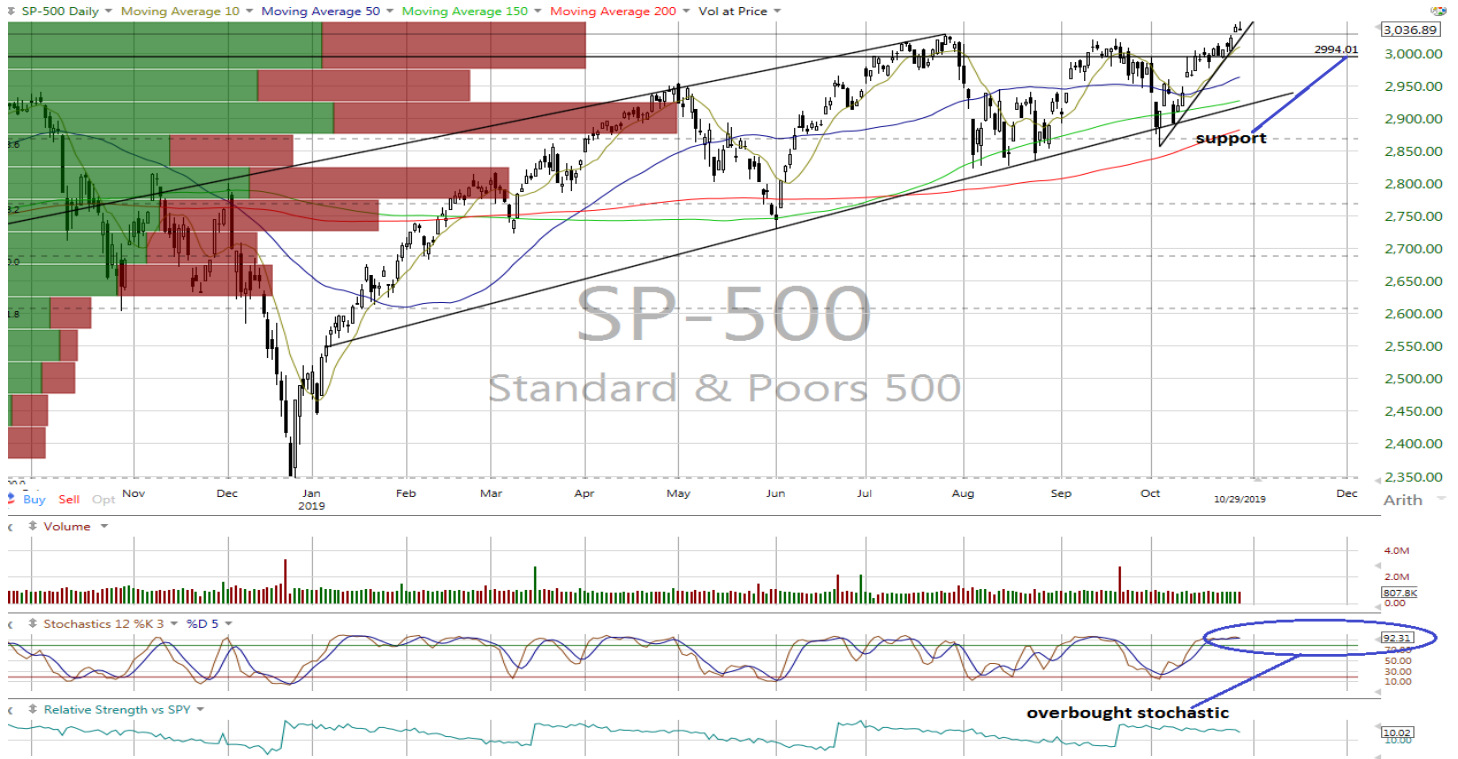 SP-500 Daily Moving Average 10 Moving Average 50 Moving Average 150 Moving Average 200 Vol at Price
3,036.89
2994.01
3,000.00
2,950.00
2,900.00
support
2,850.00
2,800.00
2,750.00
2,700.00
2,650.00
SP-500
2,600.00
2,550.00
Standard & Poors 500
2,500.00
2,450.00
2,400.00
2,350.00
Nov Dec Jan Feb Mar Apr May Jun Jul Aug Sep Oct Dec
2019 10/29/2019
Buy Sell Opt Arith
Volume
4.0M
2.0M
807.8K
0.00
Stochastics 12 %K 3 %D 5
92.31
50.00
30.00
10.00
Relative Strength vs SPY
overbought stochastic
10.02
10.00